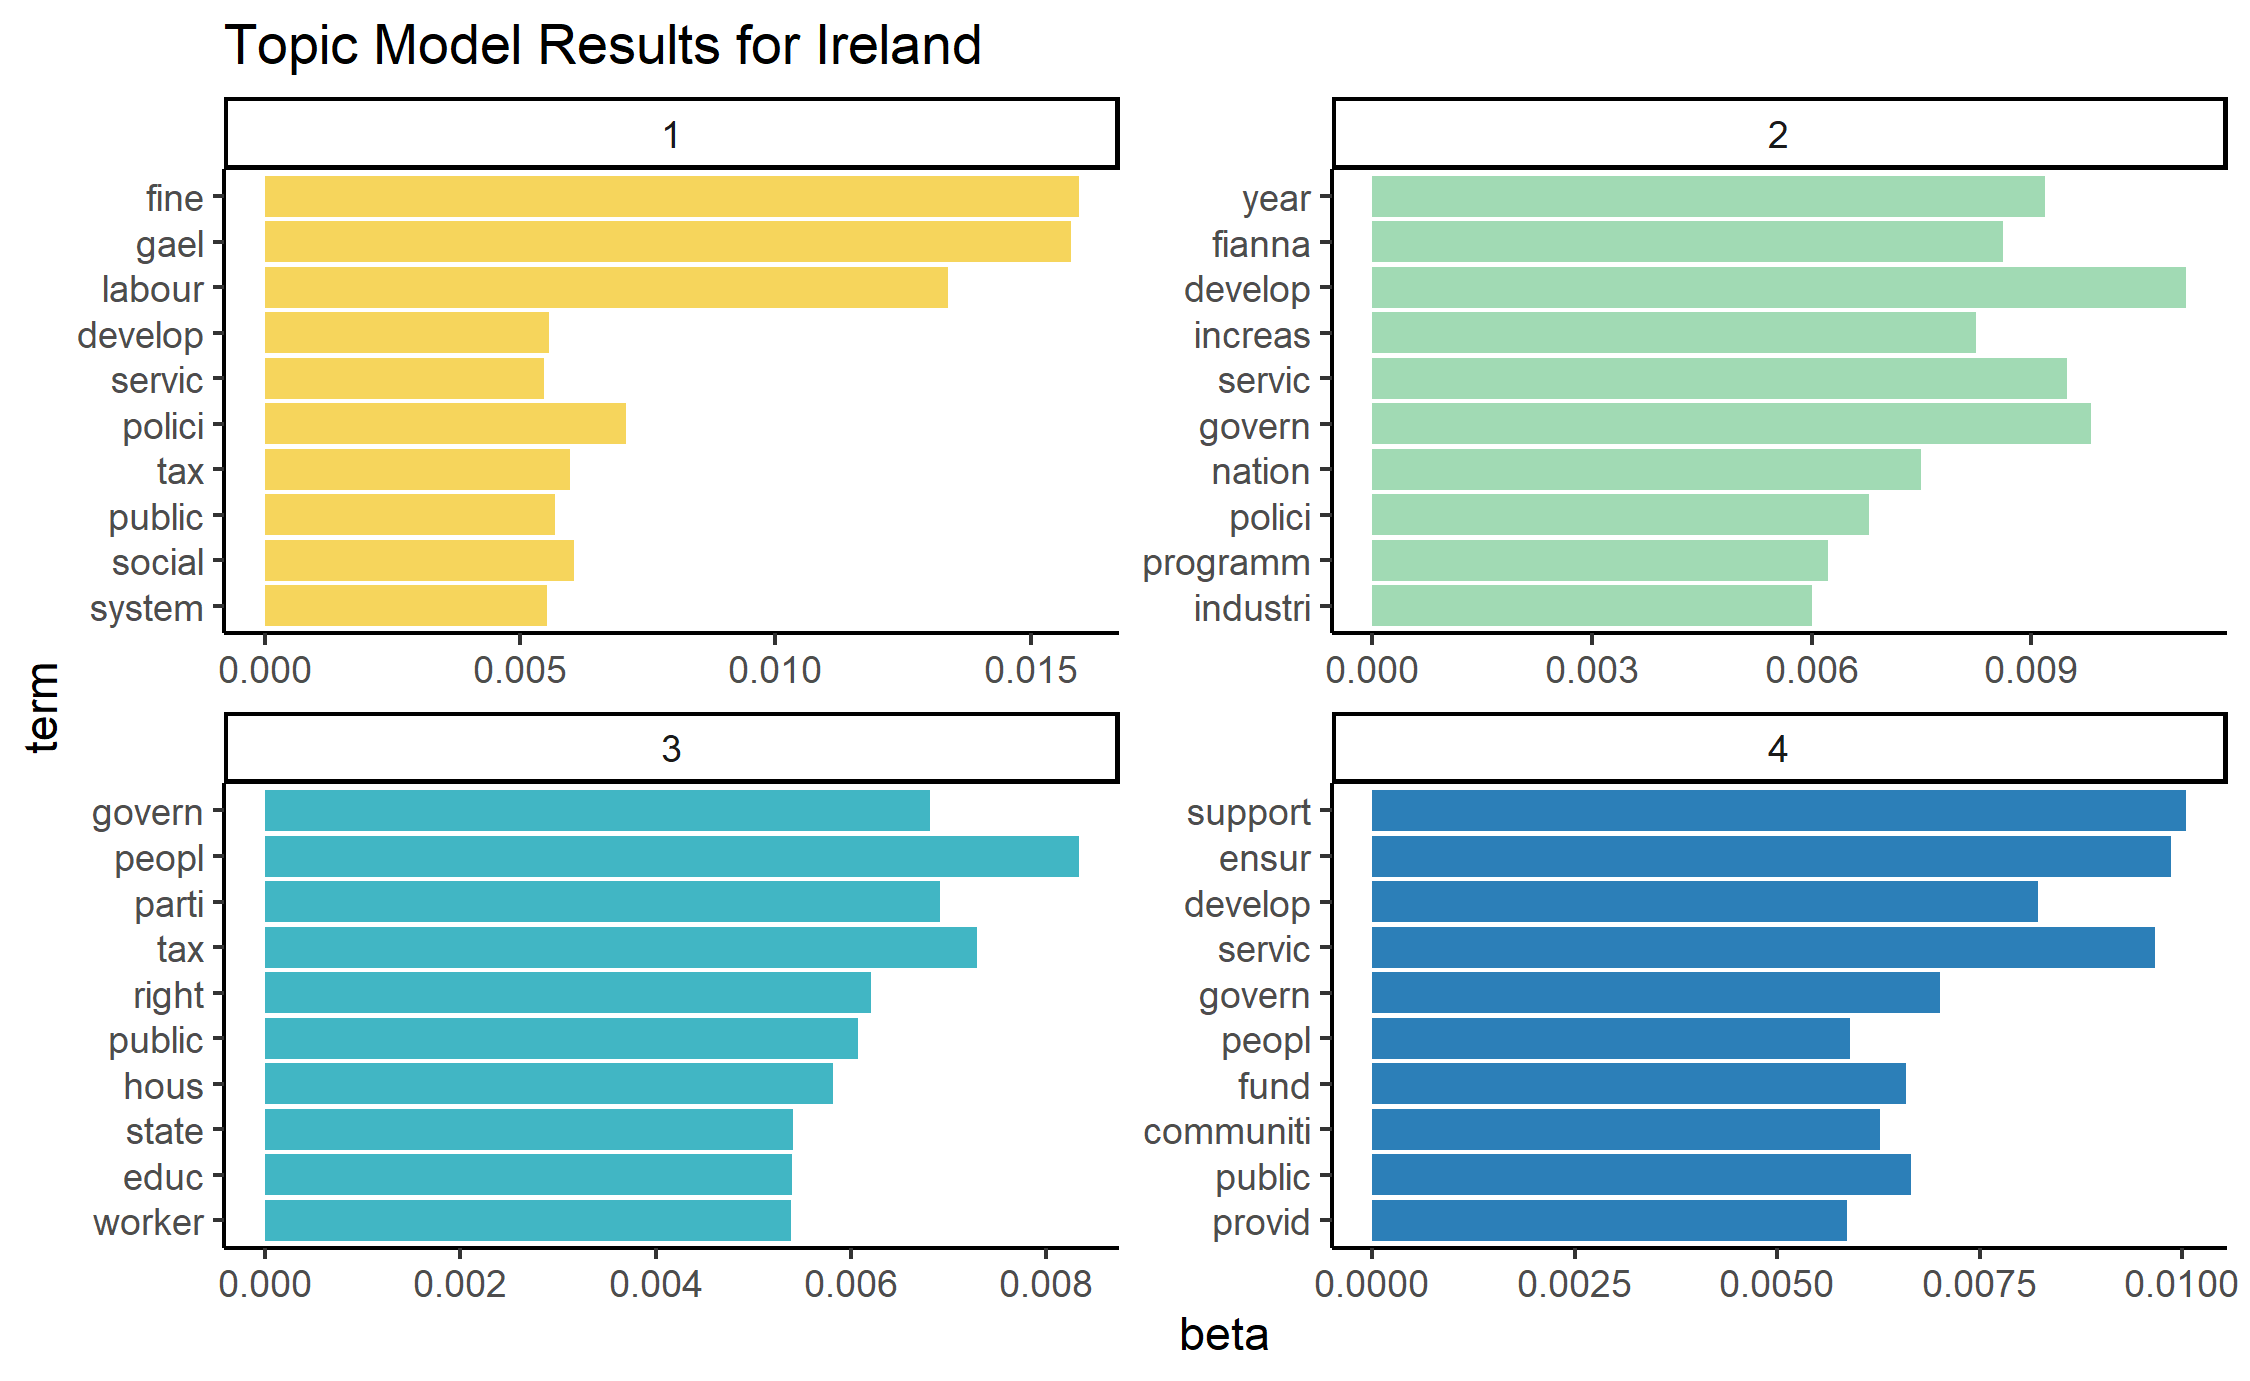 Topic Model Results for Ireland
1
fine
gael
labour
develop
servic
polici
tax
public
social
system
0.000 0.005 0.010 0.015
2
year
fianna
develop
increas
servic
govern
nation
polici
programm
industri
0.000 0.003 0.006 0.009
term
3
govern
peopl
parti
tax
right
public
hous
state
educ
worker
0.000 0.002 0.004 0.006 0.008
4
support
ensur
develop
servic
govern
peopl
fund
communiti
public
provid
0.0000 0.0025 0.0050 0.0075 0.0100
beta